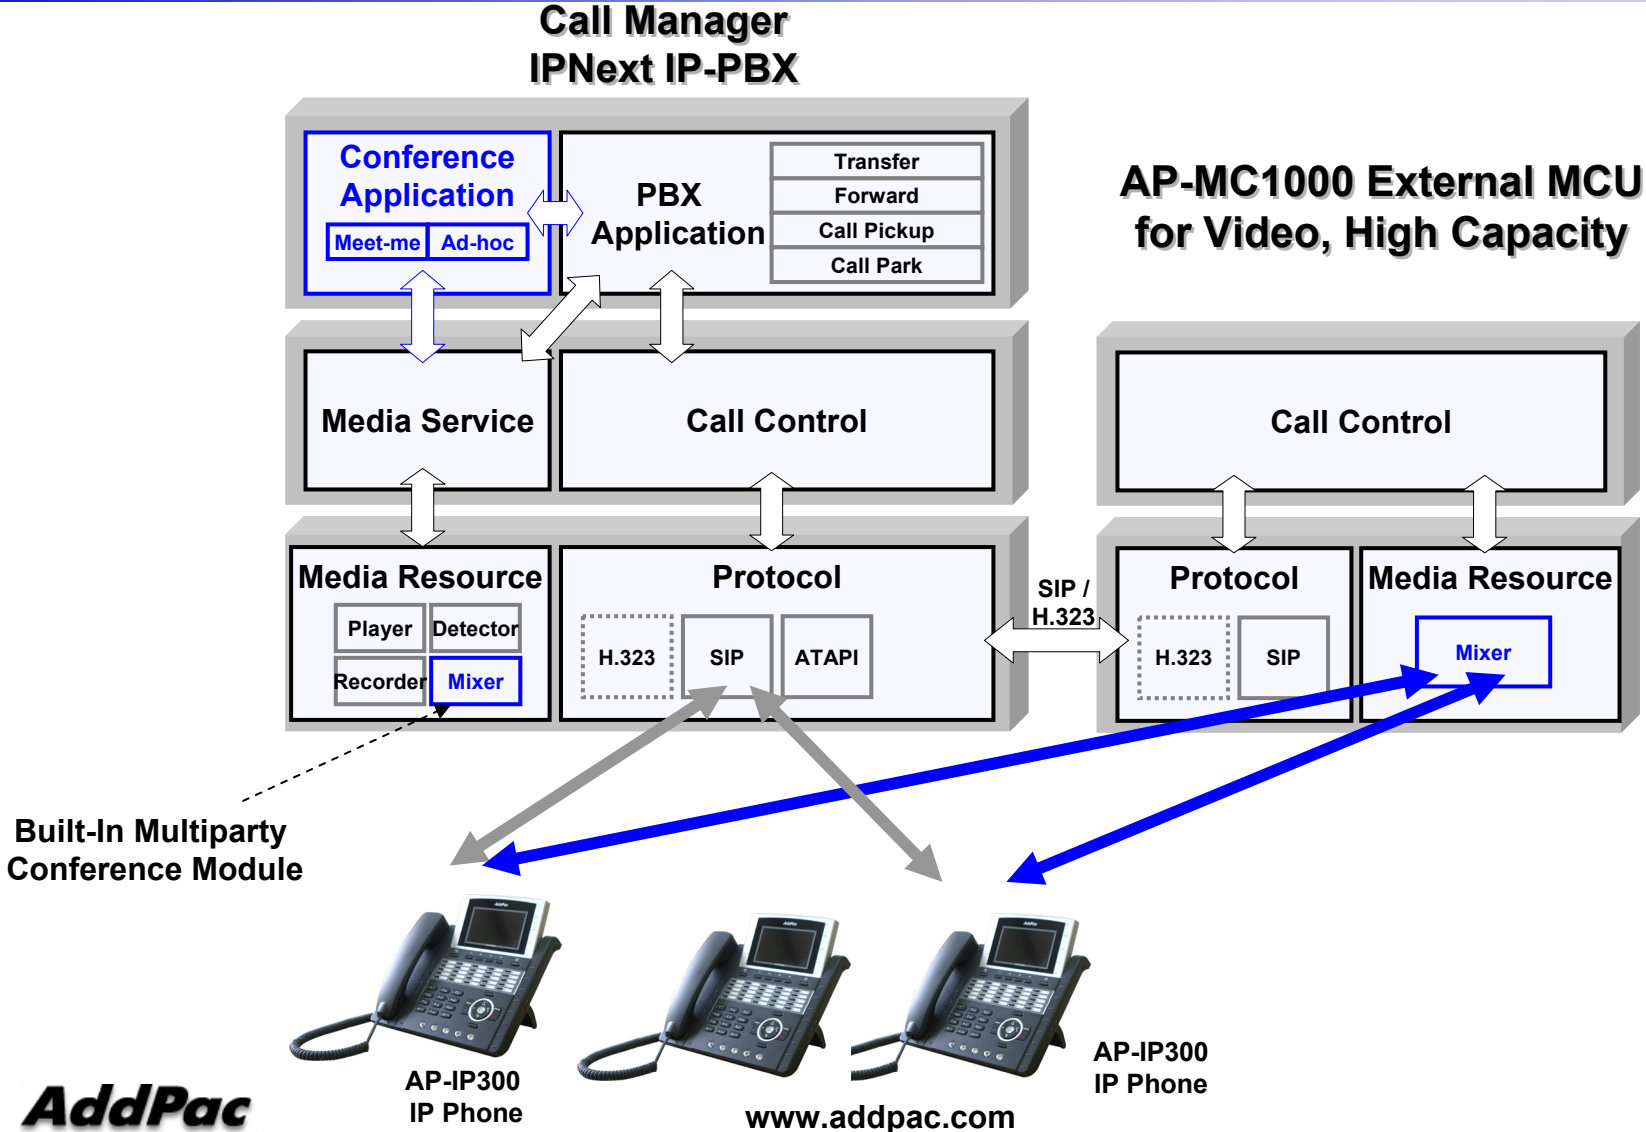 Call Manager
IPNext IP-PBX
Conference
Application
Meet-me
Ad-hoc
PBX
Application
Transfer
Forward
Call Pickup
Call Park
AP-MC1000 External MCU
for Video, High Capacity
Media Service
Call Control
Call Control
Media Resource
Player
Detector
Recorder
Mixer
Protocol
H.323
SIP
ATAPI
SIP /
H.323
Protocol
H.323
SIP
Media Resource
Mixer
Built-In Multiparty
Conference Module
AP-IP300
IP Phone
AP-IP300
IP Phone
AddPac
www.addpac.com